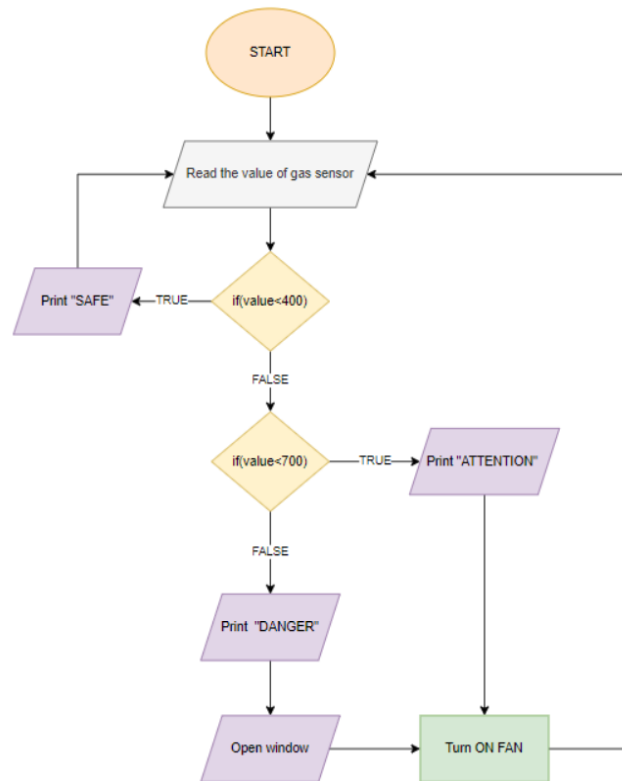 START
Read the value of gas sensor
Print "SAFE"
TRUE
if(value<400)
FALSE
if(value<700)
TRUE
Print "ATTENTION"
FALSE
Print "DANGER"
Open window
Turn ON FAN